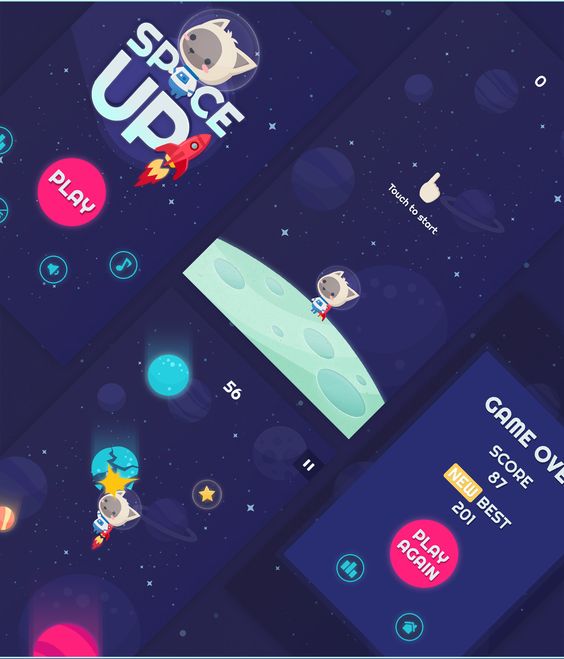 SPACE
UP
PLAY
0
Touch to start
56
GAME OVE
SCORE
87
NEW BEST
201
PLAY
AGAIN